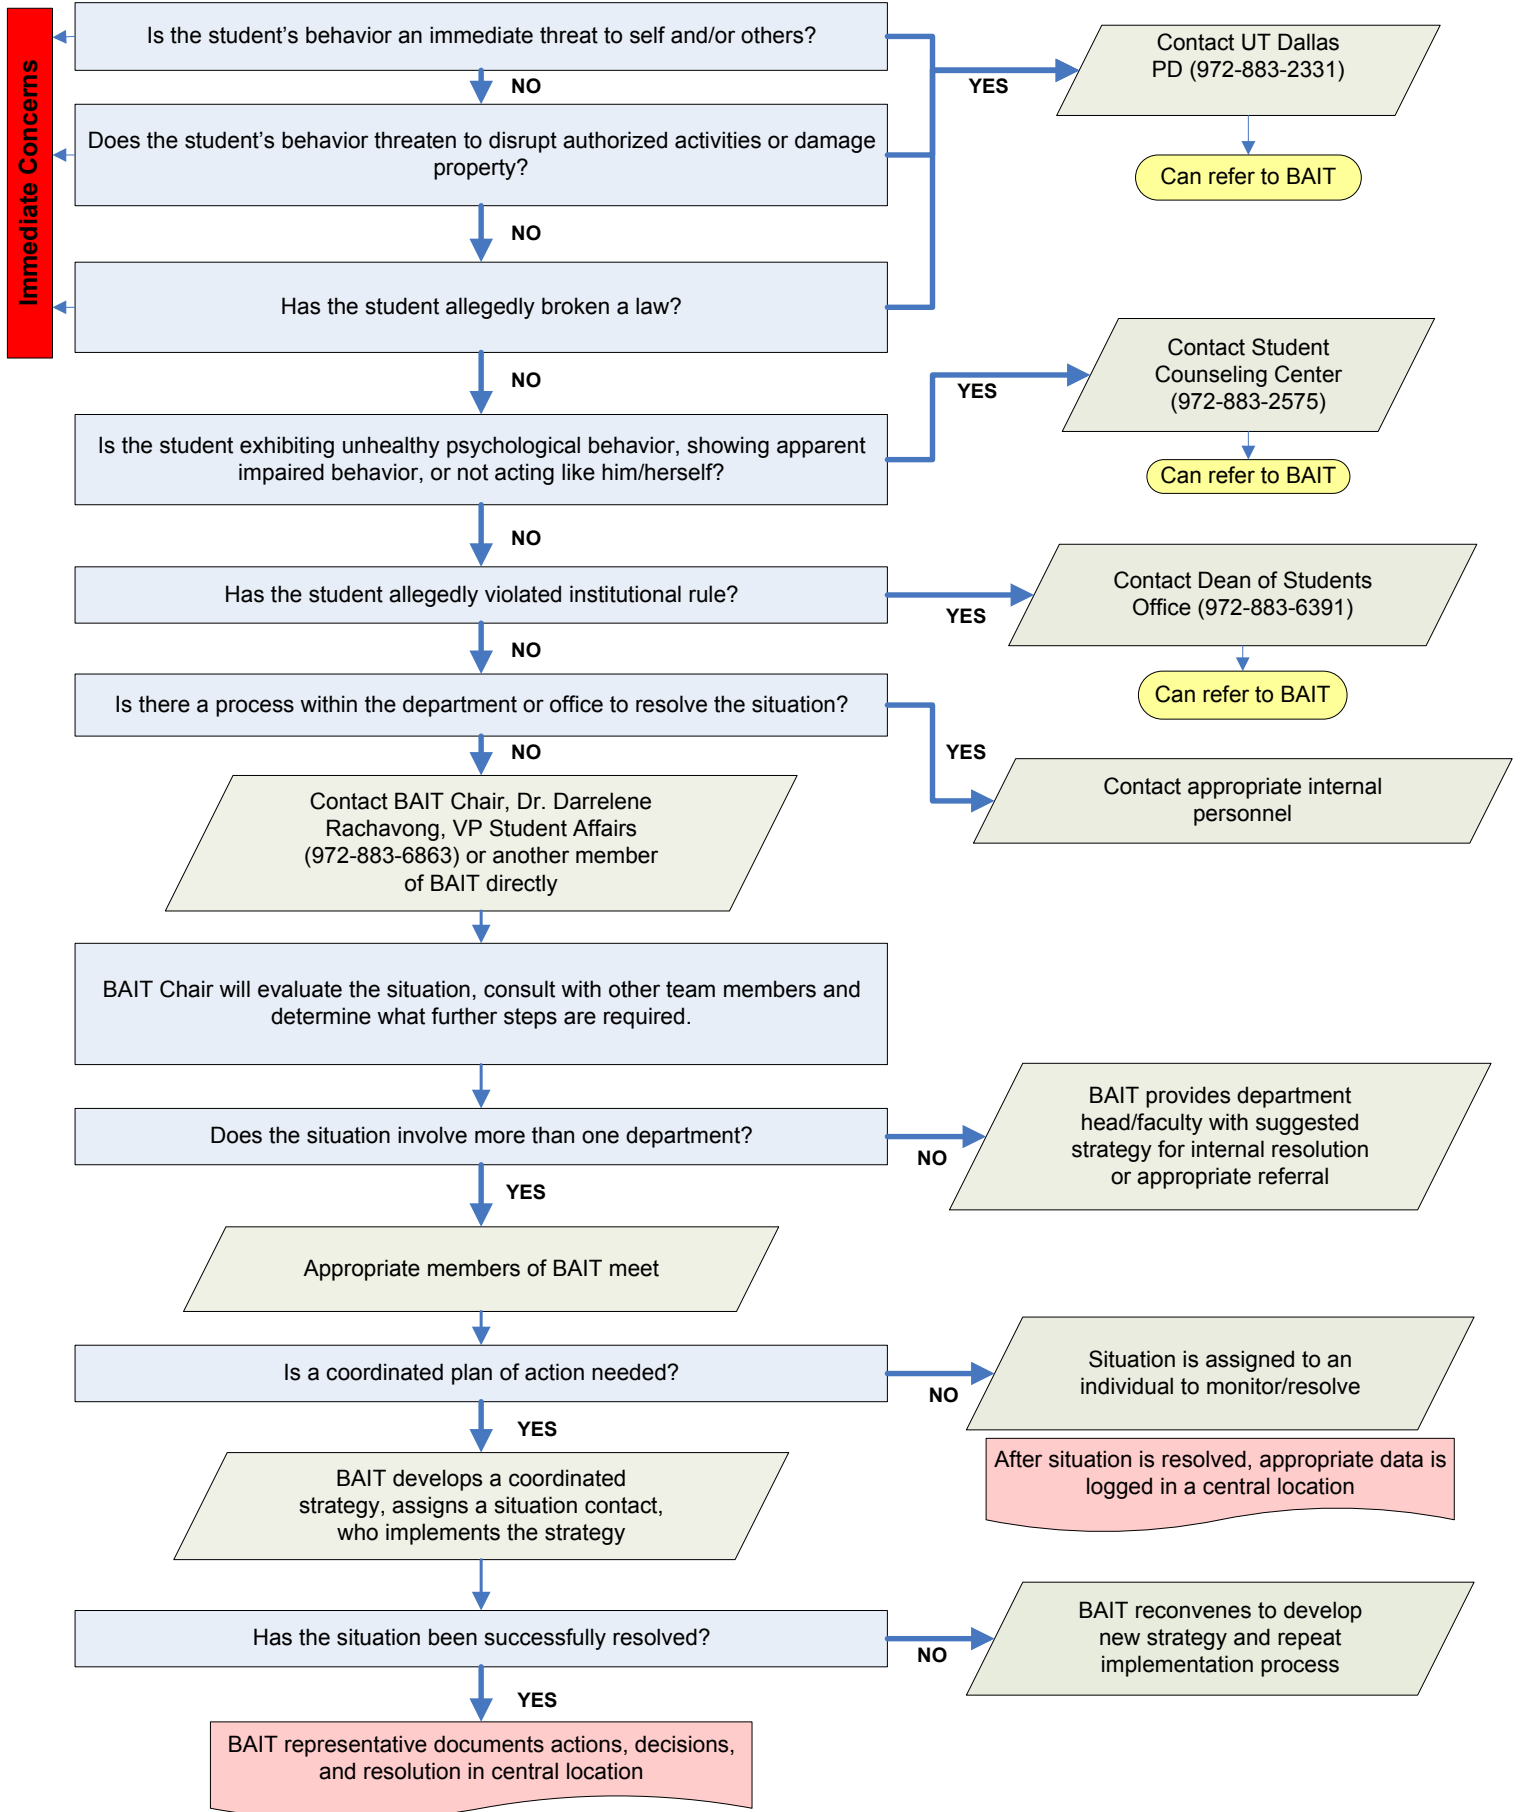 Immediate Concerns
Is the student's behavior an immediate threat to self and/or others?
YES
Contact UT Dallas
PD (972-883-2331)
Can refer to BAIT
NO
Does the student's behavior threaten to disrupt authorized activities or damage
property?
NO
Has the student allegedly broken a law?
NO
Is the student exhibiting unhealthy psychological behavior, showing apparent
impaired behavior, or not acting like him/herself?
YES
Contact Student
Counseling Center
(972-883-2575)
Can refer to BAIT
NO
Has the student allegedly violated institutional rule?
YES
Contact Dean of Students
Office (972-883-6391)
Can refer to BAIT
NO
Is there a process within the department or office to resolve the situation?
YES
Contact appropriate internal
personnel
NO
Contact BAIT Chair, Dr. Darrelene
Rachavong, VP Student Affairs
(972-883-6863) or another member
of BAIT directly
BAIT Chair will evaluate the situation, consult with other team members and
determine what further steps are required.
Does the situation involve more than one department?
NO
BAIT provides department
head/faculty with suggested
strategy for internal resolution
or appropriate referral
YES
Appropriate members of BAIT meet
Is a coordinated plan of action needed?
NO
Situation is assigned to an
individual to monitor/resolve
After situation is resolved, appropriate data is
logged in a central location
YES
BAIT develops a coordinated
strategy, assigns a situation contact,
who implements the strategy
Has the situation been successfully resolved?
NO
BAIT reconvenes to develop
new strategy and repeat
implementation process
YES
BAIT representative documents actions, decisions,
and resolution in central location